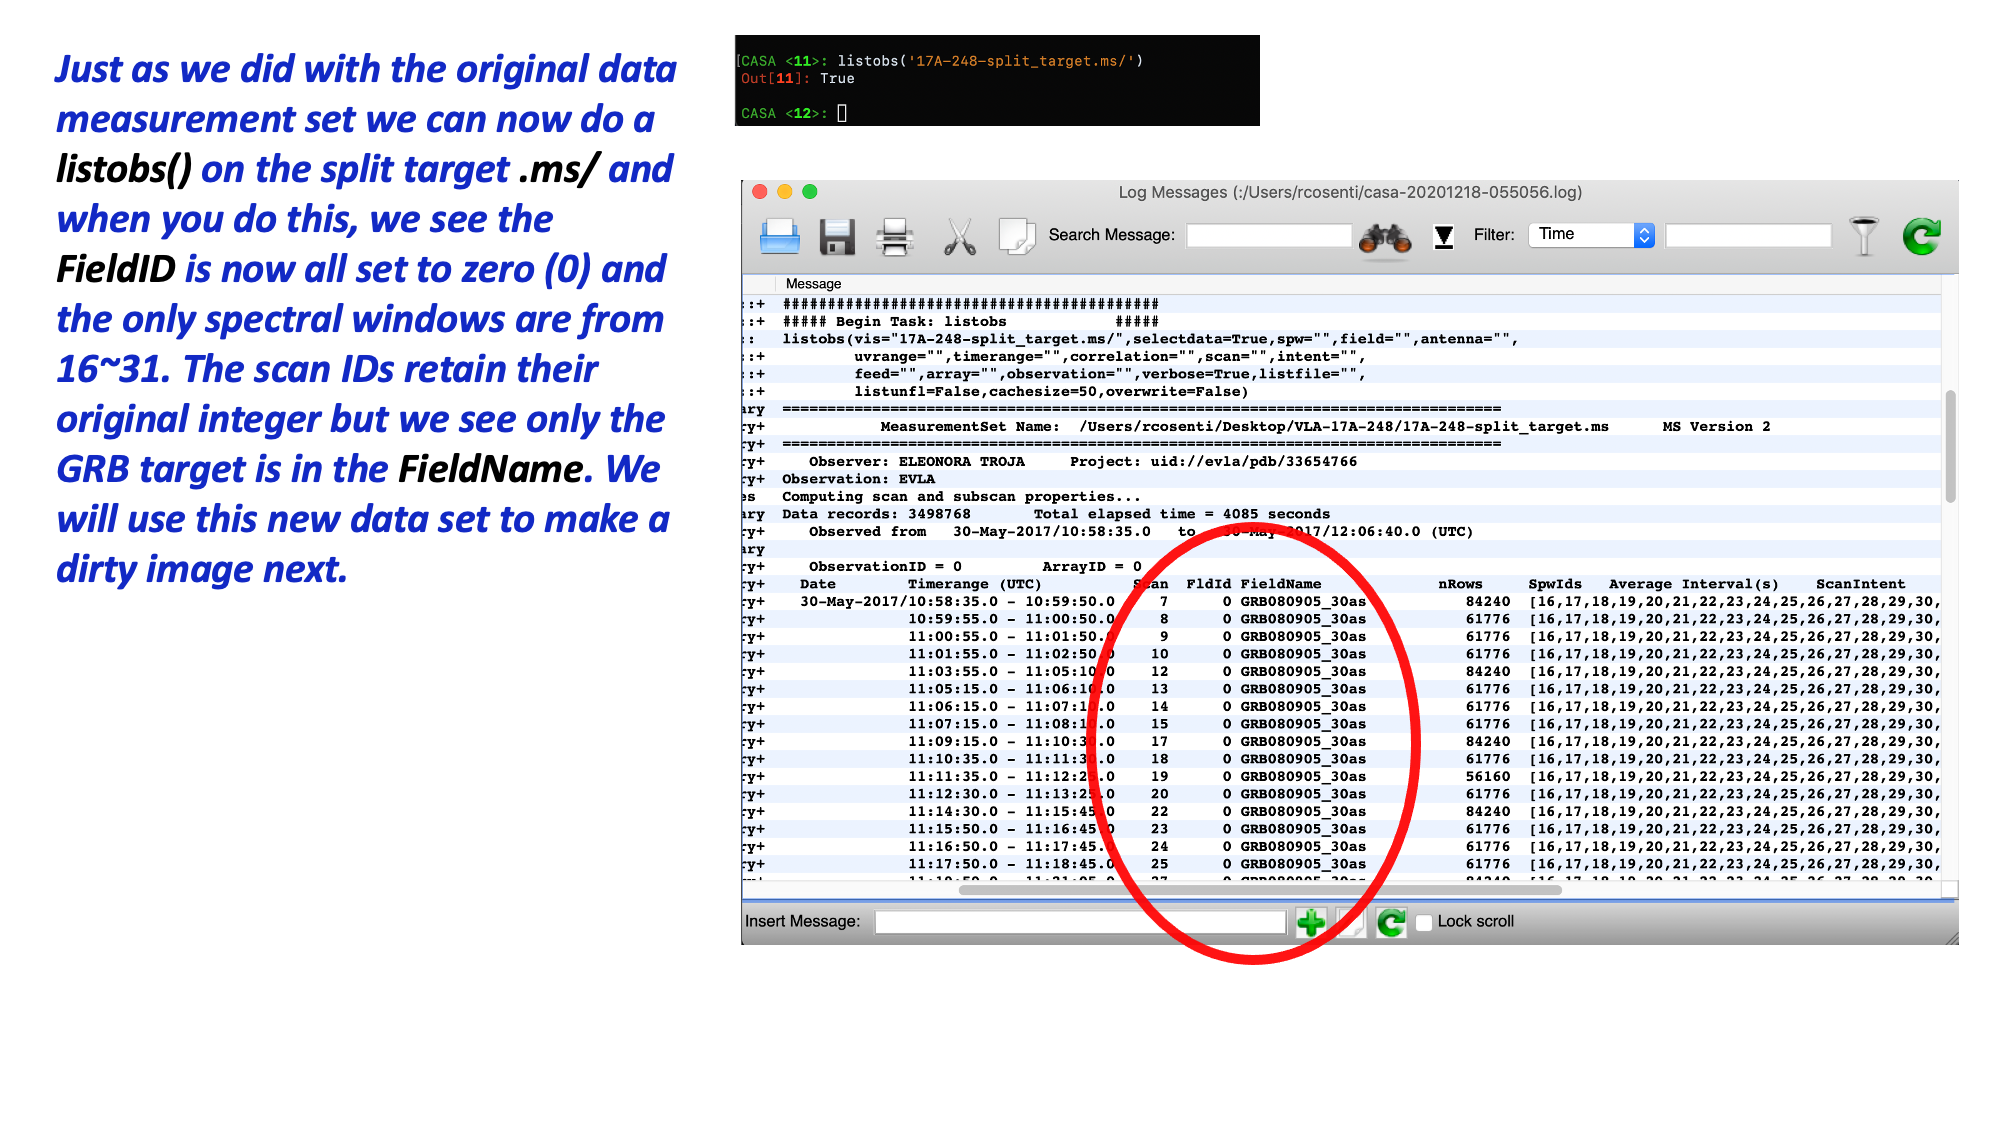 Just as we did with the original data
measurement set we can now do a
listobs() on the split target .ms/ and
when you do this, we see the
FieldID is now all set to zero (0) and
the only spectral windows are from
16~31. The scan IDs retain their
original integer but we see only the
GRB target is in the FieldName. We
will use this new data set to make a
dirty image next.
[CASA <11>: listobs('17A-248-split_target.ms/')
Out[11]: True
CASA <12>:
Log Messages (:/Users/rcosenti/casa-20201218-055056.log)
Search Message: Filter: Time
Message
::+ ##########################################
::+ ##### Begin Task: listobs #####
:: listobs(vis="17A-248-split_target.ms/",selectdata=True,spw="",field="",antenna="",
::+ uvrange="",timerange="",correlation="",scan="",intent="",
::+ feed="",array="",observation="",verbose=True,listfile="",
::+ listunfl=False,cachesize=50,overwrite=False)
ary ================================================================================
ry+ MeasurementSet Name: /Users/rcosenti/Desktop/VLA-17A-248/17A-248-split_target.ms MS Version 2
ry+ ================================================================================
ry+ Observer: ELEONORA TROJA Project: uid://evla/pdb/33654766
ry+ Observation: EVLA
es Computing scan and subscan properties...
ary Data records: 3498768 Total elapsed time = 4085 seconds
ry+ Observed from 30-May-2017/10:58:35.0 to 30-May-2017/12:06:40.0 (UTC)
ary
ry+ ObservationID = 0 ArrayID = 0
ry+ Date Timerange (UTC) Scan FldId FieldName nRows SpwIds Average Interval(s) ScanIntent
ry+ 30-May-2017/10:58:35.0 - 10:59:50.0 7 0 GRB080905_30as 84240 [16,17,18,19,20,21,22,23,24,25,26,27,28,29,30,
ry+ 10:59:55.0 - 11:00:50.0 8 0 GRB080905_30as 61776 [16,17,18,19,20,21,22,23,24,25,26,27,28,29,30,
ry+ 11:00:55.0 - 11:01:50.0 9 0 GRB080905_30as 61776 [16,17,18,19,20,21,22,23,24,25,26,27,28,29,30,
ry+ 11:01:55.0 - 11:02:50.0 10 0 GRB080905_30as 61776 [16,17,18,19,20,21,22,23,24,25,26,27,28,29,30,
ry+ 11:03:55.0 - 11:05:10.0 12 0 GRB080905_30as 84240 [16,17,18,19,20,21,22,23,24,25,26,27,28,29,30,
ry+ 11:05:15.0 - 11:06:10.0 13 0 GRB080905_30as 61776 [16,17,18,19,20,21,22,23,24,25,26,27,28,29,30,
ry+ 11:06:15.0 - 11:07:10.0 14 0 GRB080905_30as 61776 [16,17,18,19,20,21,22,23,24,25,26,27,28,29,30,
ry+ 11:07:15.0 - 11:08:10.0 15 0 GRB080905_30as 61776 [16,17,18,19,20,21,22,23,24,25,26,27,28,29,30,
ry+ 11:09:15.0 - 11:10:30.0 17 0 GRB080905_30as 84240 [16,17,18,19,20,21,22,23,24,25,26,27,28,29,30,
ry+ 11:10:35.0 - 11:11:30.0 18 0 GRB080905_30as 61776 [16,17,18,19,20,21,22,23,24,25,26,27,28,29,30,
ry+ 11:11:35.0 - 11:12:25.0 19 0 GRB080905_30as 56160 [16,17,18,19,20,21,22,23,24,25,26,27,28,29,30,
ry+ 11:12:30.0 - 11:13:25.0 20 0 GRB080905_30as 61776 [16,17,18,19,20,21,22,23,24,25,26,27,28,29,30,
ry+ 11:14:30.0 - 11:15:45.0 22 0 GRB080905_30as 84240 [16,17,18,19,20,21,22,23,24,25,26,27,28,29,30,
ry+ 11:15:50.0 - 11:16:45.0 23 0 GRB080905_30as 61776 [16,17,18,19,20,21,22,23,24,25,26,27,28,29,30,
ry+ 11:16:50.0 - 11:17:45.0 24 0 GRB080905_30as 61776 [16,17,18,19,20,21,22,23,24,25,26,27,28,29,30,
ry+ 11:17:50.0 - 11:18:45.0 25 0 GRB080905_30as 61776 [16,17,18,19,20,21,22,23,24,25,26,27,28,29,30,
Insert Message: Lock scroll